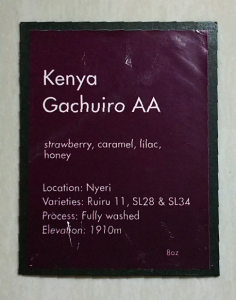 Kenya
Gachuiro AA
strawberry, caramel, lilac,
honey
Location: Nyeri
Varieties: Ruiru 11, SL28 & SL34
Process: Fully washed
Elevation: 1910m
8oz